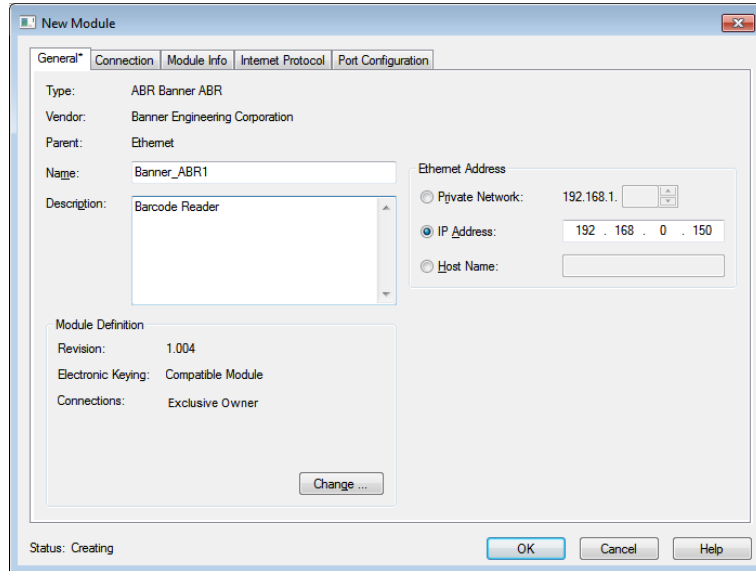 New Module
General* Connection Module Info Internet Protocol Port Configuration
Type: ABR Banner ABR
Vendor: Banner Engineering Corporation
Parent: Ethernet
Name: Banner_ABR1
Description: Barcode Reader
Ethernet Address
Private Network: 192.168.1.
IP Address: 192 . 168 . 0 . 150
Host Name:
Module Definition
Revision: 1.004
Electronic Keying: Compatible Module
Connections: Exclusive Owner
Change ...
Status: Creating
OK Cancel Help